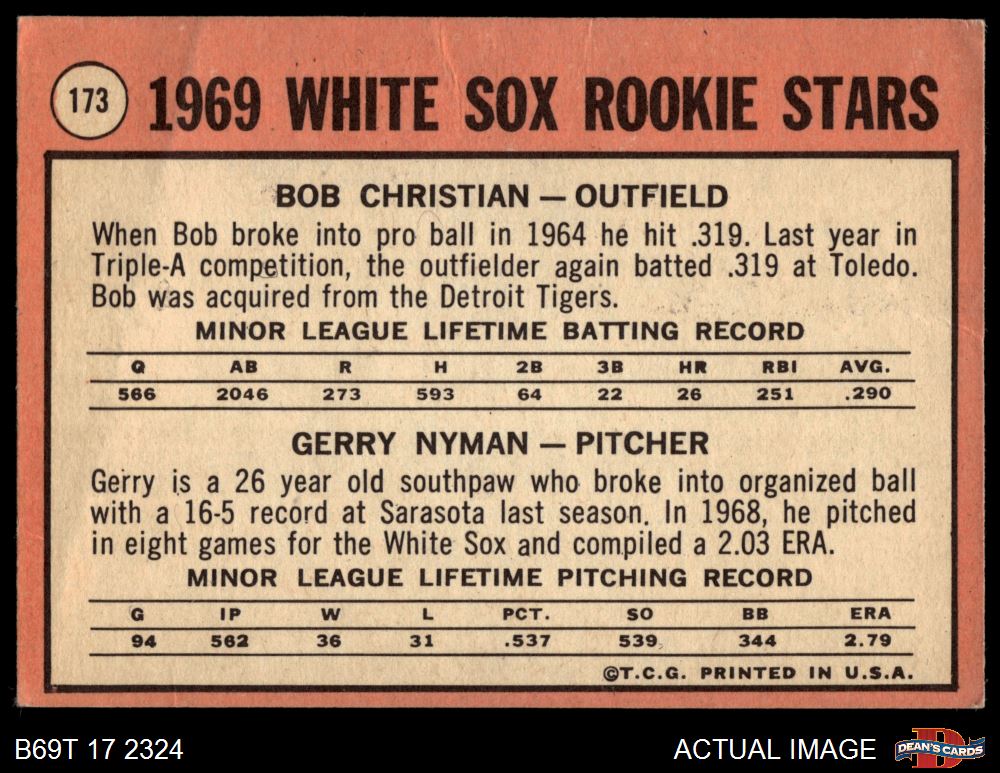 173
1969 WHITE SOX ROOKIE STARS
BOB CHRISTIAN — OUTFIELD
When Bob broke into pro ball in 1964 he hit .319. Last year in
Triple-A competition, the outfielder again batted .319 at Toledo.
Bob was acquired from the Detroit Tigers.
MINOR LEAGUE LIFETIME BATTING RECORD
G AB R H 2B 3B HR RBI AVG.
566 2046 273 593 64 22 26 251 .290
GERRY NYMAN — PITCHER
Gerry is a 26 year old southpaw who broke into organized ball
with a 16-5 record at Sarasota last season. In 1968, he pitched
in eight games for the White Sox and compiled a 2.03 ERA.
MINOR LEAGUE LIFETIME PITCHING RECORD
G IP W L PCT. SO BB ERA
94 562 36 31 .537 539 344 2.79
©T.C.G. PRINTED IN U.S.A.
B69T 17 2324
ACTUAL IMAGE
DEAN'S CARDS